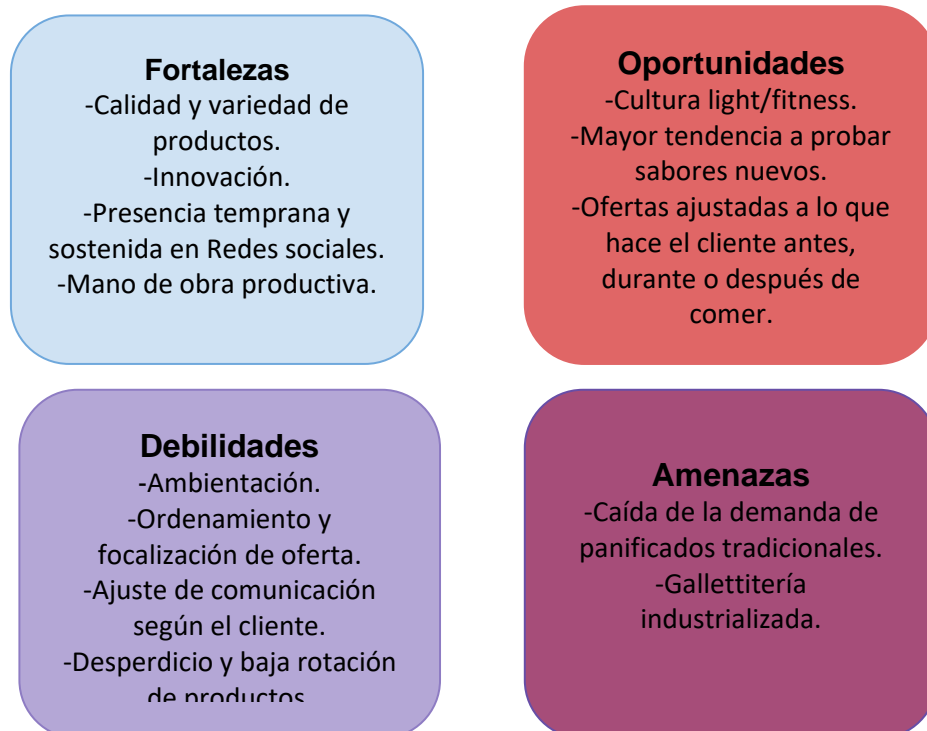 Fortalezas
-Calidad y variedad de
productos.
-Innovación.
-Presencia temprana y
sostenida en Redes sociales.
-Mano de obra productiva.
Oportunidades
-Cultura light/fitness.
-Mayor tendencia a probar
sabores nuevos.
-Ofertas ajustadas a lo que
hace el cliente antes,
durante o después de
comer.
Debilidades
-Ambientación.
-Ordenamiento y
focalización de oferta.
-Ajuste de comunicación
según el cliente.
-Desperdicio y baja rotación
de productos
Amenazas
-Caída de la demanda de
panificados tradicionales.
-Gallettitería
industrializada.